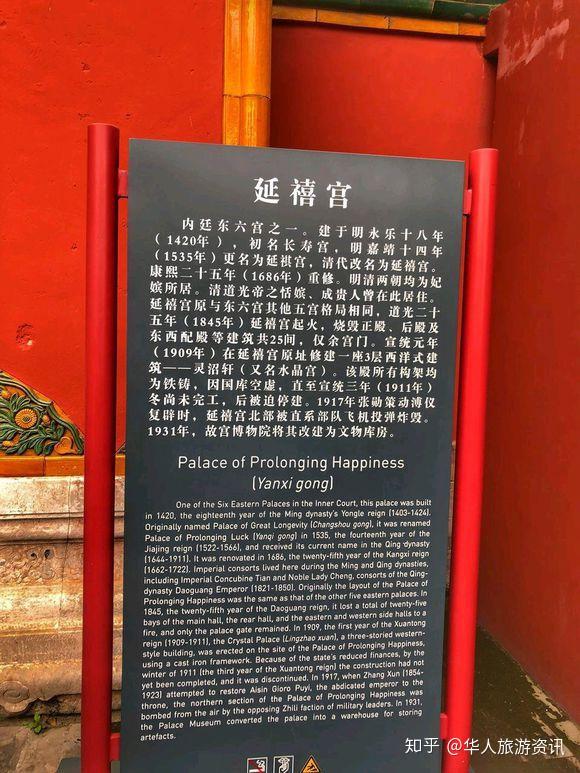 延禧宫
内廷东六宫之一。建于明永乐十八年
（1420年），初名长寿宫，明嘉靖十四年
（1535年）更名为延祺宫，清代改名为延禧宫。
康熙二十五年（1686年）重修。明清两朝均为妃
嫔所居。清道光帝之恬嫔、成贵人曾在此居住。
延禧宫原与东六宫其他五宫格局相同，道光二十
五年（1845年）延禧宫起火，烧毁正殿、后殿及
东西配殿等建筑共25间，仅余宫门。宣统元年
（1909年）在延禧宫原址修建一座3层西洋式建
筑——灵沼轩（又名水晶宫）。该殿所有构架均
为铁铸，因国库空虚，直至宣统三年（1911年）
冬尚未完工，后被迫停建。1917年张勋策动溥仪
复辟时，延禧宫北部被直系部队飞机投弹炸毁。
1931年，故宫博物院将其改建为文物库房。
Palace of Prolonging Happiness
(Yanxi gong)
One of the Six Eastern Palaces in the Inner Court, this palace was built
in 1420, the eighteenth year of the Ming dynasty's Yongle reign (1403-1424).
Originally named Palace of Great Longevity (Changshou gong), it was renamed
Palace of Prolonging Luck (Yanqi gong) in 1535, the fourteenth year of the
Jiajing reign (1522-1566), and received its current name in the Qing dynasty
(1644-1911). It was renovated in 1686, the twenty-fifth year of the Kangxi reign
(1662-1722). Imperial consorts lived here during the Ming and Qing dynasties,
including Imperial Concubine Tian and Noble Lady Cheng, consorts of the Qing-
dynasty Daoguang Emperor (1821-1850). Originally the layout of the Palace of
Prolonging Happiness was the same as that of the other five eastern palaces. In
1845, the twenty-fifth year of the Daoguang reign, it lost a total of twenty-five
bays of the main hall, the rear hall, and the eastern and western side halls to a
fire, and only the palace gate remained. In 1909, the first year of the Xuantong
reign (1909-1911), the Crystal Palace (Lingzhao xuan), a three-storied western-
style building, was erected on the site of the Palace of Prolonging Happiness,
using a cast iron framework. Because of the state's reduced finances, by the
winter of 1911 (the third year of the Xuantong reign) the construction had not
yet been completed, and it was discontinued. In 1917, when Zhang Xun (1854-
1923) attempted to restore Aisin Gioro Puyi, the abdicated emperor to the
throne, the northern section of the Palace of Prolonging Happiness was
bombed from the air by the opposing Zhili faction of military leaders. In 1931,
the Palace Museum converted the palace into a warehouse for storing
artefacts.
知乎 @华人旅游资讯